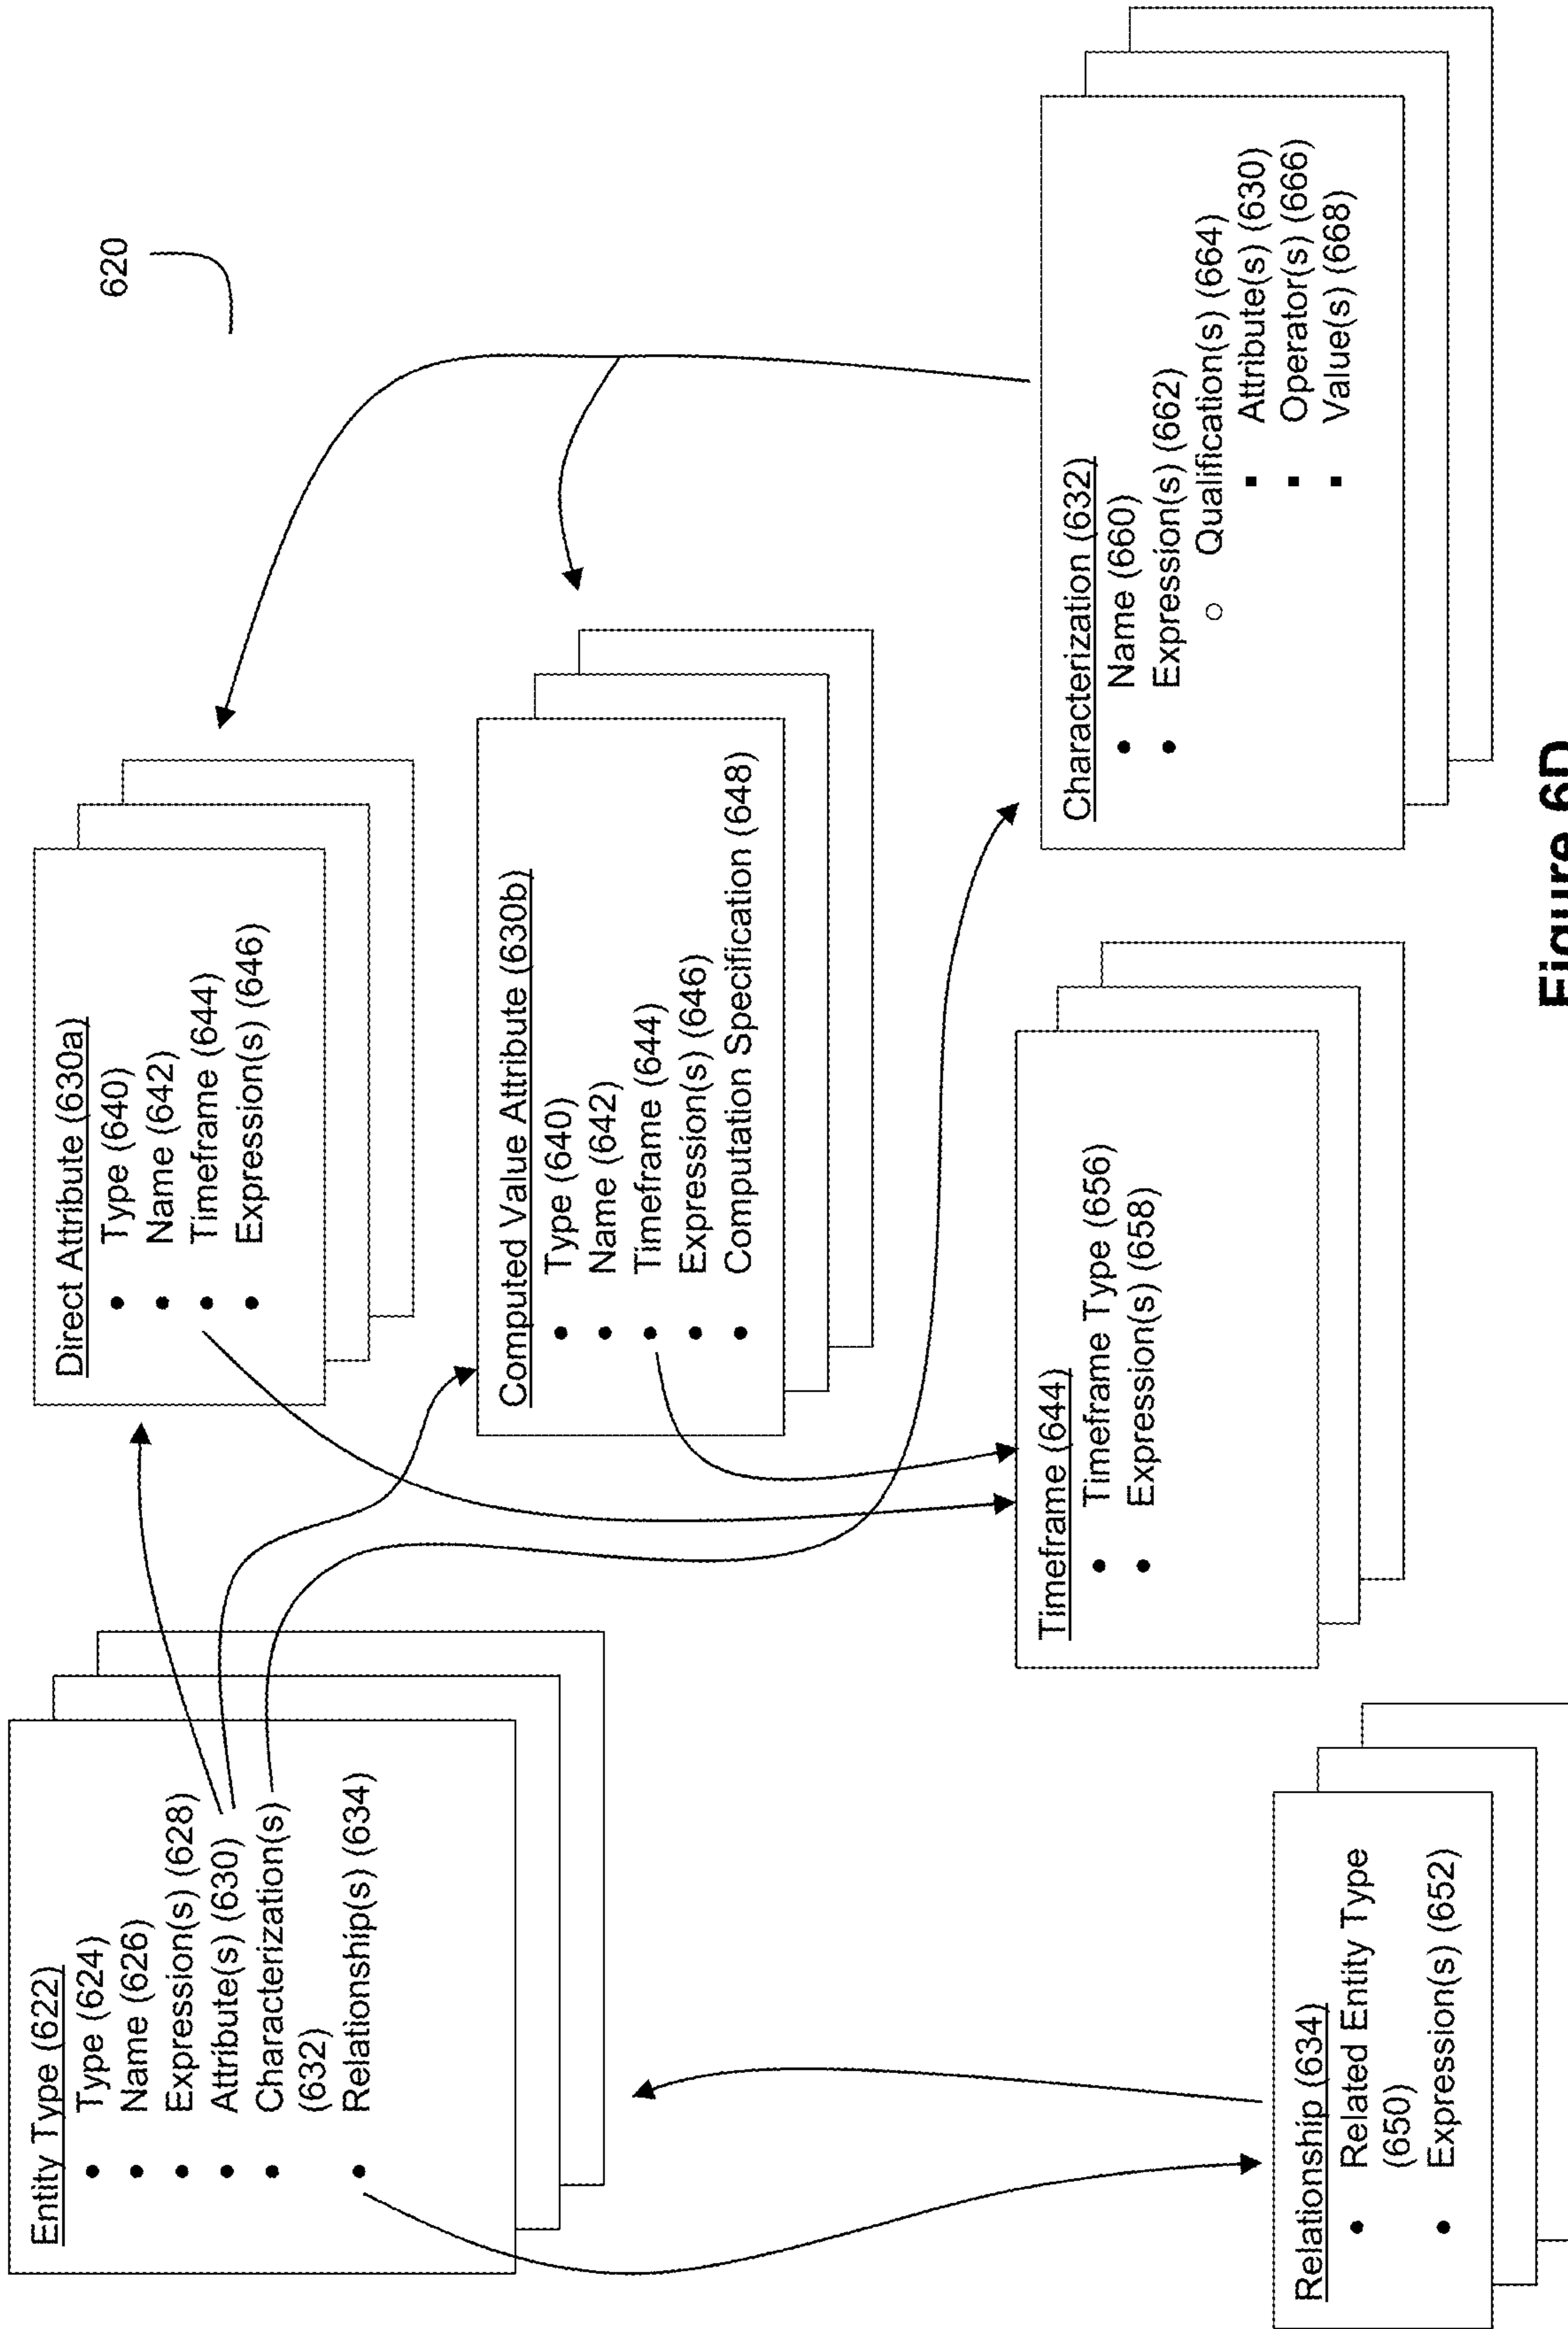 620
Entity Type (622)
• Type (624)
• Name (626)
• Expression(s) (628)
• Attribute(s) (630)
• Characterization(s)
(632)
• Relationship(s) (634)
Direct Attribute (630a)
• Type (640)
• Name (642)
• Timeframe (644)
• Expression(s) (646)
Computed Value Attribute (630b)
• Type (640)
• Name (642)
• Timeframe (644)
• Expression(s) (646)
• Computation Specification (648)
Relationship (634)
• Related Entity Type
(650)
• Expression(s) (652)
Timeframe (644)
• Timeframe Type (656)
• Expression(s) (658)
Characterization (632)
• Name (660)
• Expression(s) (662)
○ Qualification(s) (664)
▪ Attribute(s) (630)
▪ Operator(s) (666)
▪ Value(s) (668)
Figure 6D